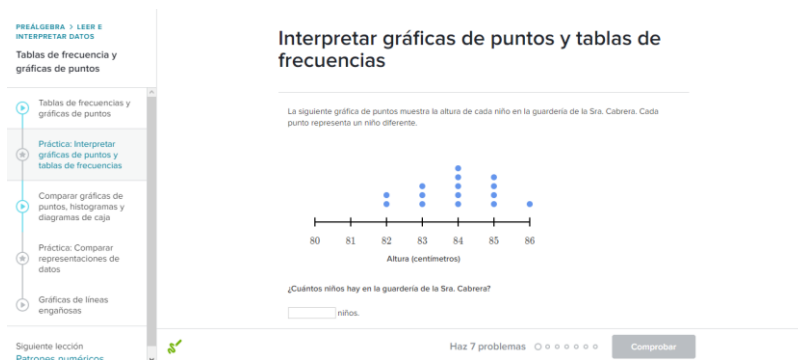 PREÁLGEBRA > LEER E
INTERPRETAR DATOS
Tablas de frecuencia y
gráficas de puntos
Tablas de frecuencias y
gráficas de puntos
Práctica: Interpretar
gráficas de puntos y
tablas de frecuencias
Comparar gráficas de
puntos, histogramas y
diagramas de caja
Práctica: Comparar
representaciones de
datos
Gráficas de líneas
engañosas
Siguiente lección
Patrones numéricos
Interpretar gráficas de puntos y tablas de
frecuencias
La siguiente gráfica de puntos muestra la altura de cada niño en la guardería de la Sra. Cabrera. Cada
punto representa un niño diferente.
80 81 82 83 84 85 86
Altura (centímetros)
¿Cuántos niños hay en la guardería de la Sra. Cabrera?
niños.
Haz 7 problemas
Comprobar